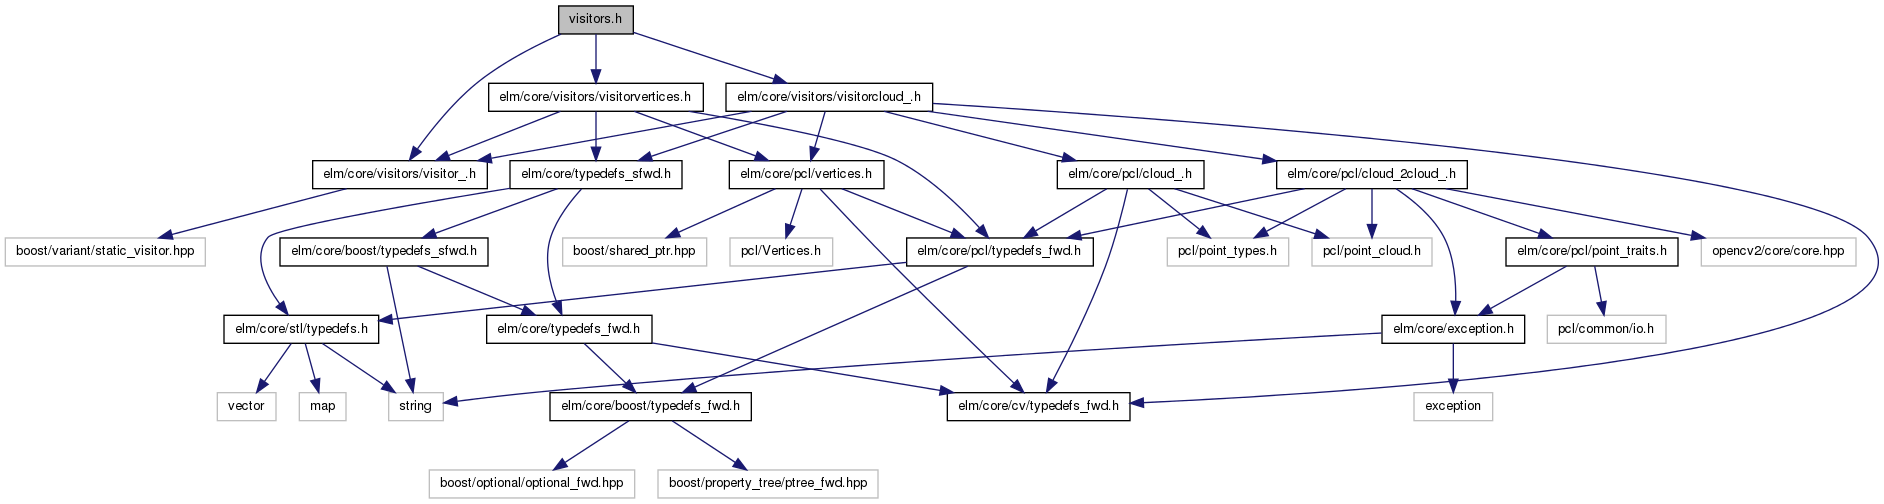 visitors.h
elm/core/visitors/visitorvertices.h
elm/core/visitors/visitorcloud_.h
elm/core/visitors/visitor_.h
elm/core/typedefs_sfwd.h
elm/core/pcl/vertices.h
elm/core/pcl/cloud_.h
elm/core/pcl/cloud_2cloud_.h
boost/variant/static_visitor.hpp
elm/core/boost/typedefs_sfwd.h
boost/shared_ptr.hpp
pcl/Vertices.h
elm/core/pcl/typedefs_fwd.h
pcl/point_types.h
pcl/point_cloud.h
elm/core/pcl/point_traits.h
opencv2/core/core.hpp
elm/core/stl/typedefs.h
elm/core/typedefs_fwd.h
elm/core/exception.h
pcl/common/io.h
vector
map
string
elm/core/boost/typedefs_fwd.h
elm/core/cv/typedefs_fwd.h
exception
boost/optional/optional_fwd.hpp
boost/property_tree/ptree_fwd.hpp